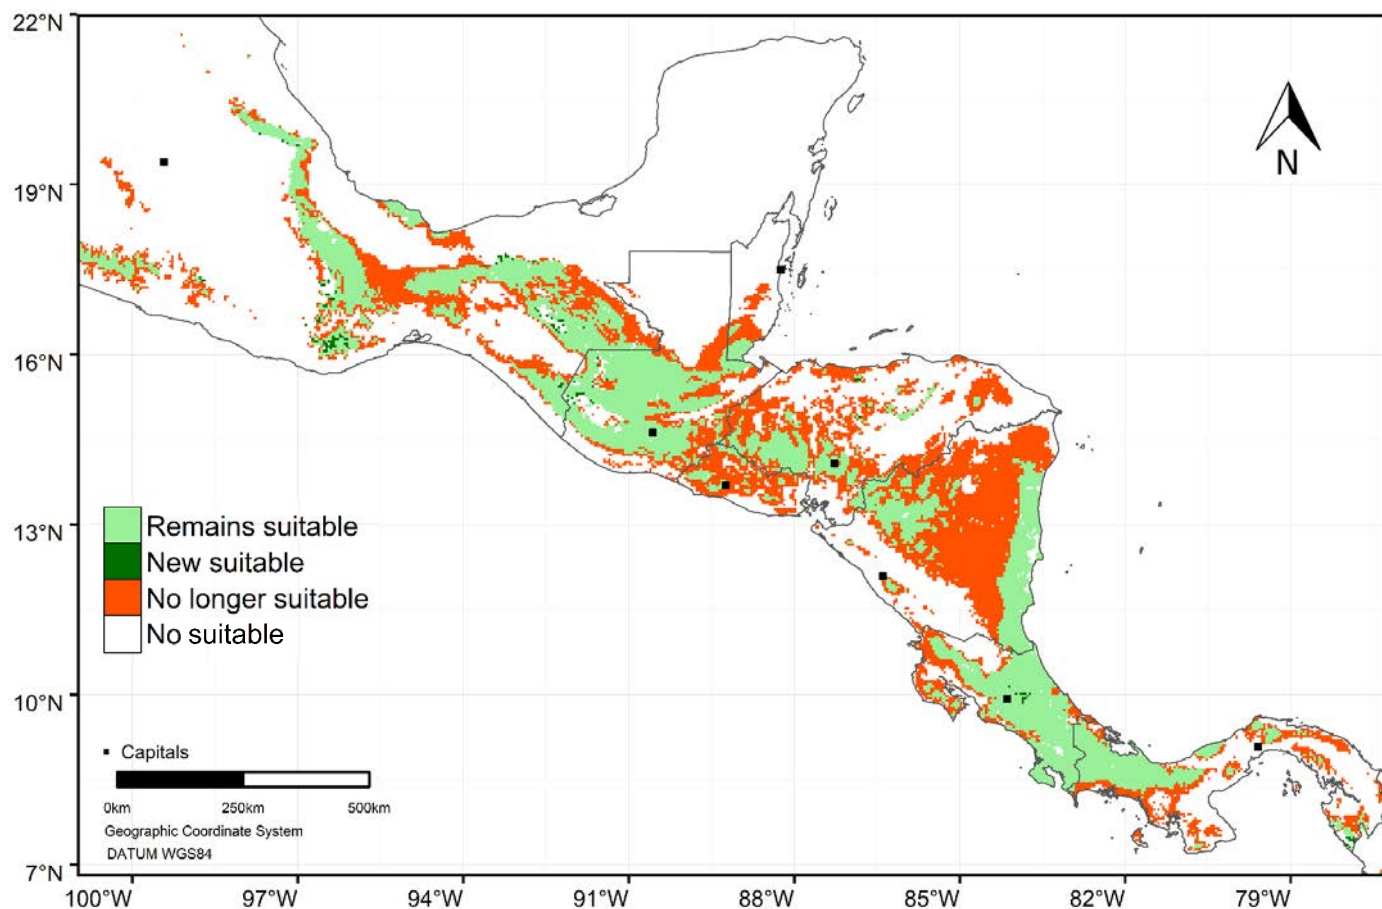 22°N
19°N
16°N
13°N
10°N
7°N
N
Remains suitable
New suitable
No longer suitable
No suitable
Capitals
0km 250km 500km
Geographic Coordinate System
DATUM WGS84
100°W 97°W 94°W 91°W 88°W 85°W 82°W 79°W